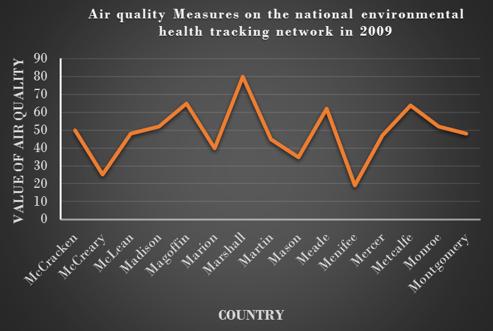 Air quality Measures on the national environmental
health tracking network in 2009
VALUE OF AIR QUALITY
90
80
70
60
50
40
30
20
10
0
McCracken
McCreary
McLean
Madison
Magoffin
Marion
Marshall
Martin
Mason
Meade
Menifee
Mercer
Metcalfe
Monroe
Montgomery
COUNTRY